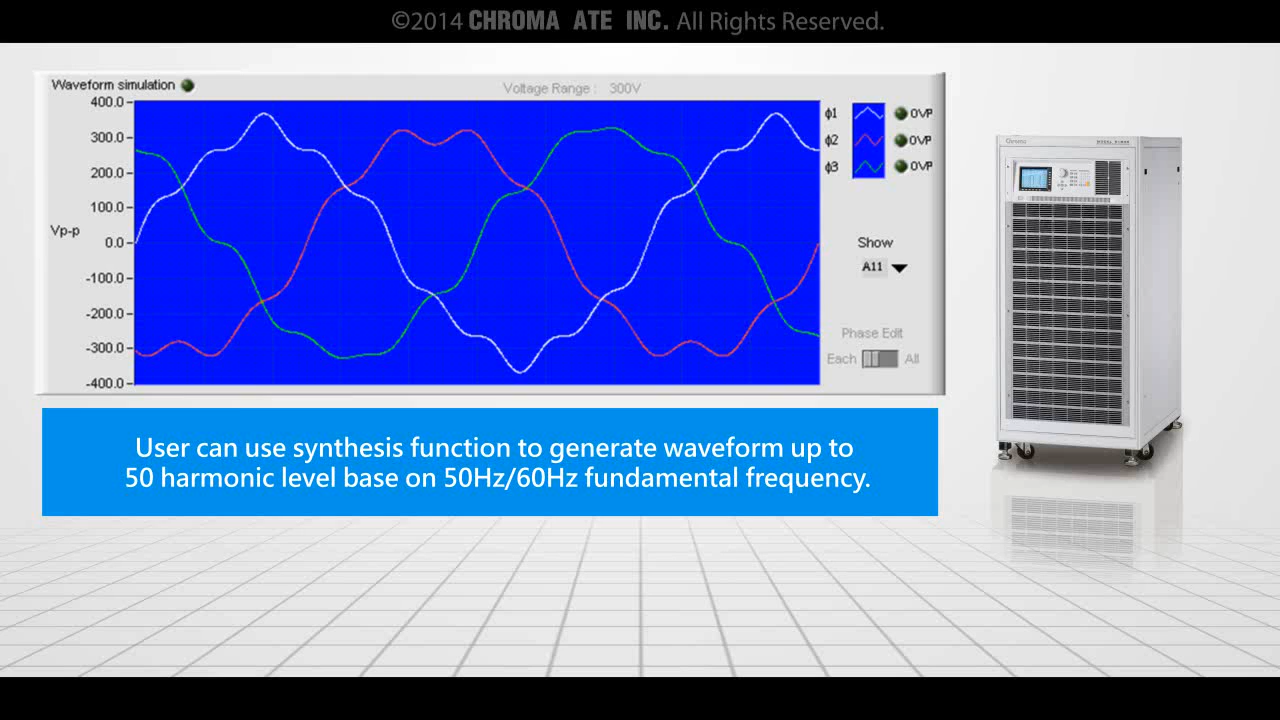 ©2014 CHROMA ATE INC. All Rights Reserved.
Waveform simulation
Voltage Range : 300V
400.0
300.0
200.0
100.0
Vp-p
0.0
-100.0
-200.0
-300.0
-400.0
ϕ1 OVP
ϕ2 OVP
ϕ3 OVP
Show
A11
Phase Edit
Each All
Chroma
User can use synthesis function to generate waveform up to
50 harmonic level base on 50Hz/60Hz fundamental frequency.